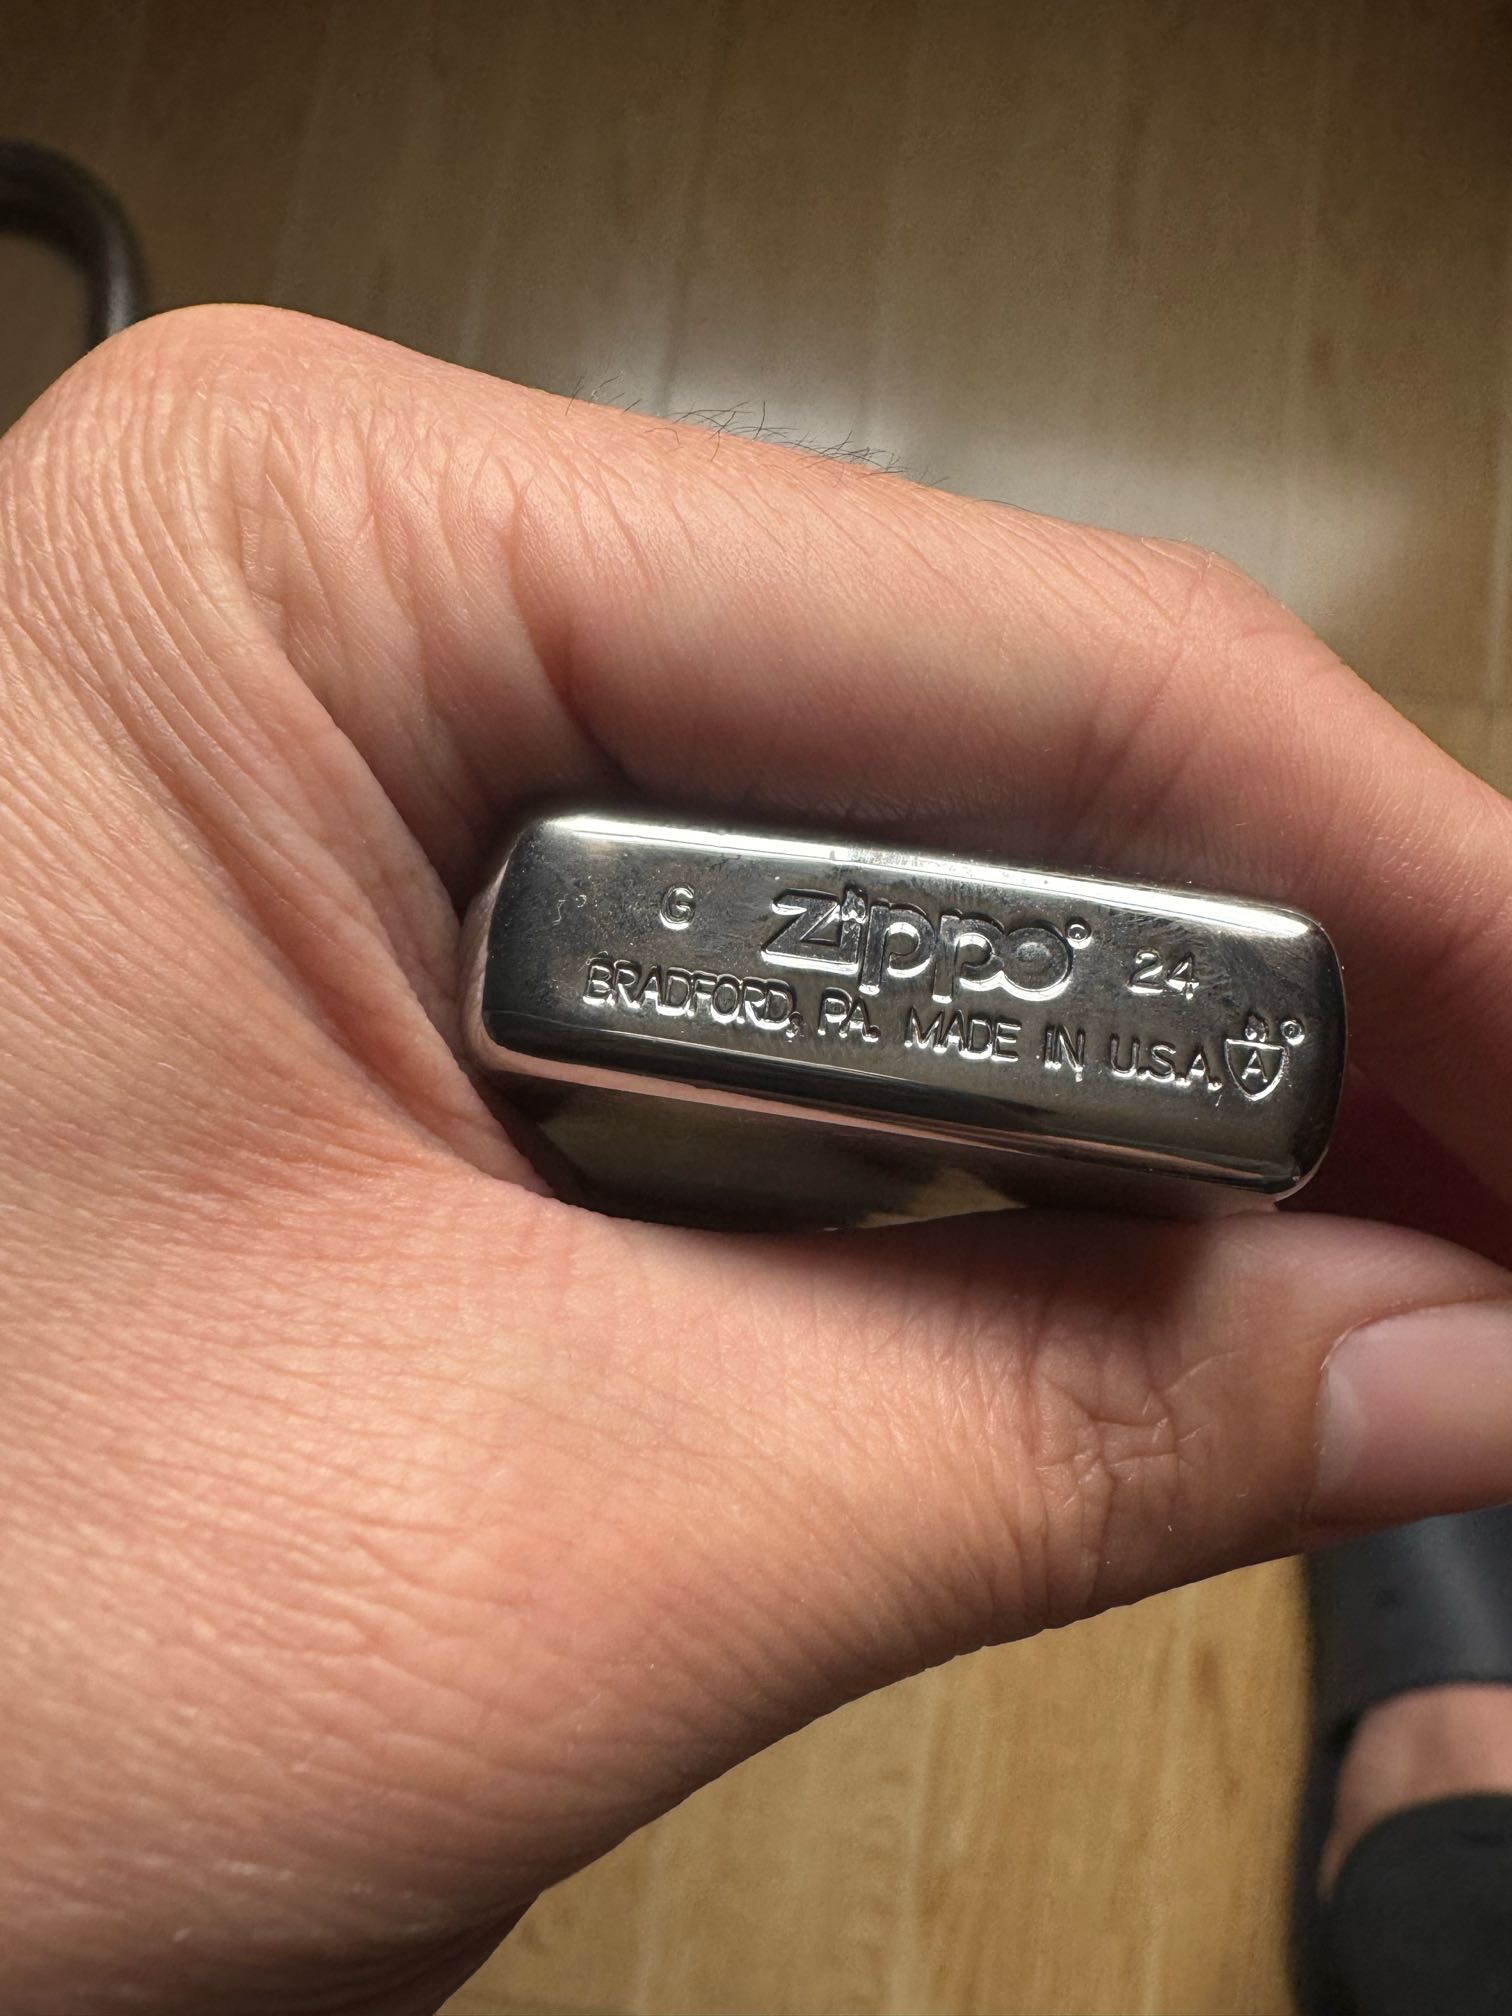 G Zippo® 24
BRADFORD, PA. MADE IN U.S.A. A®